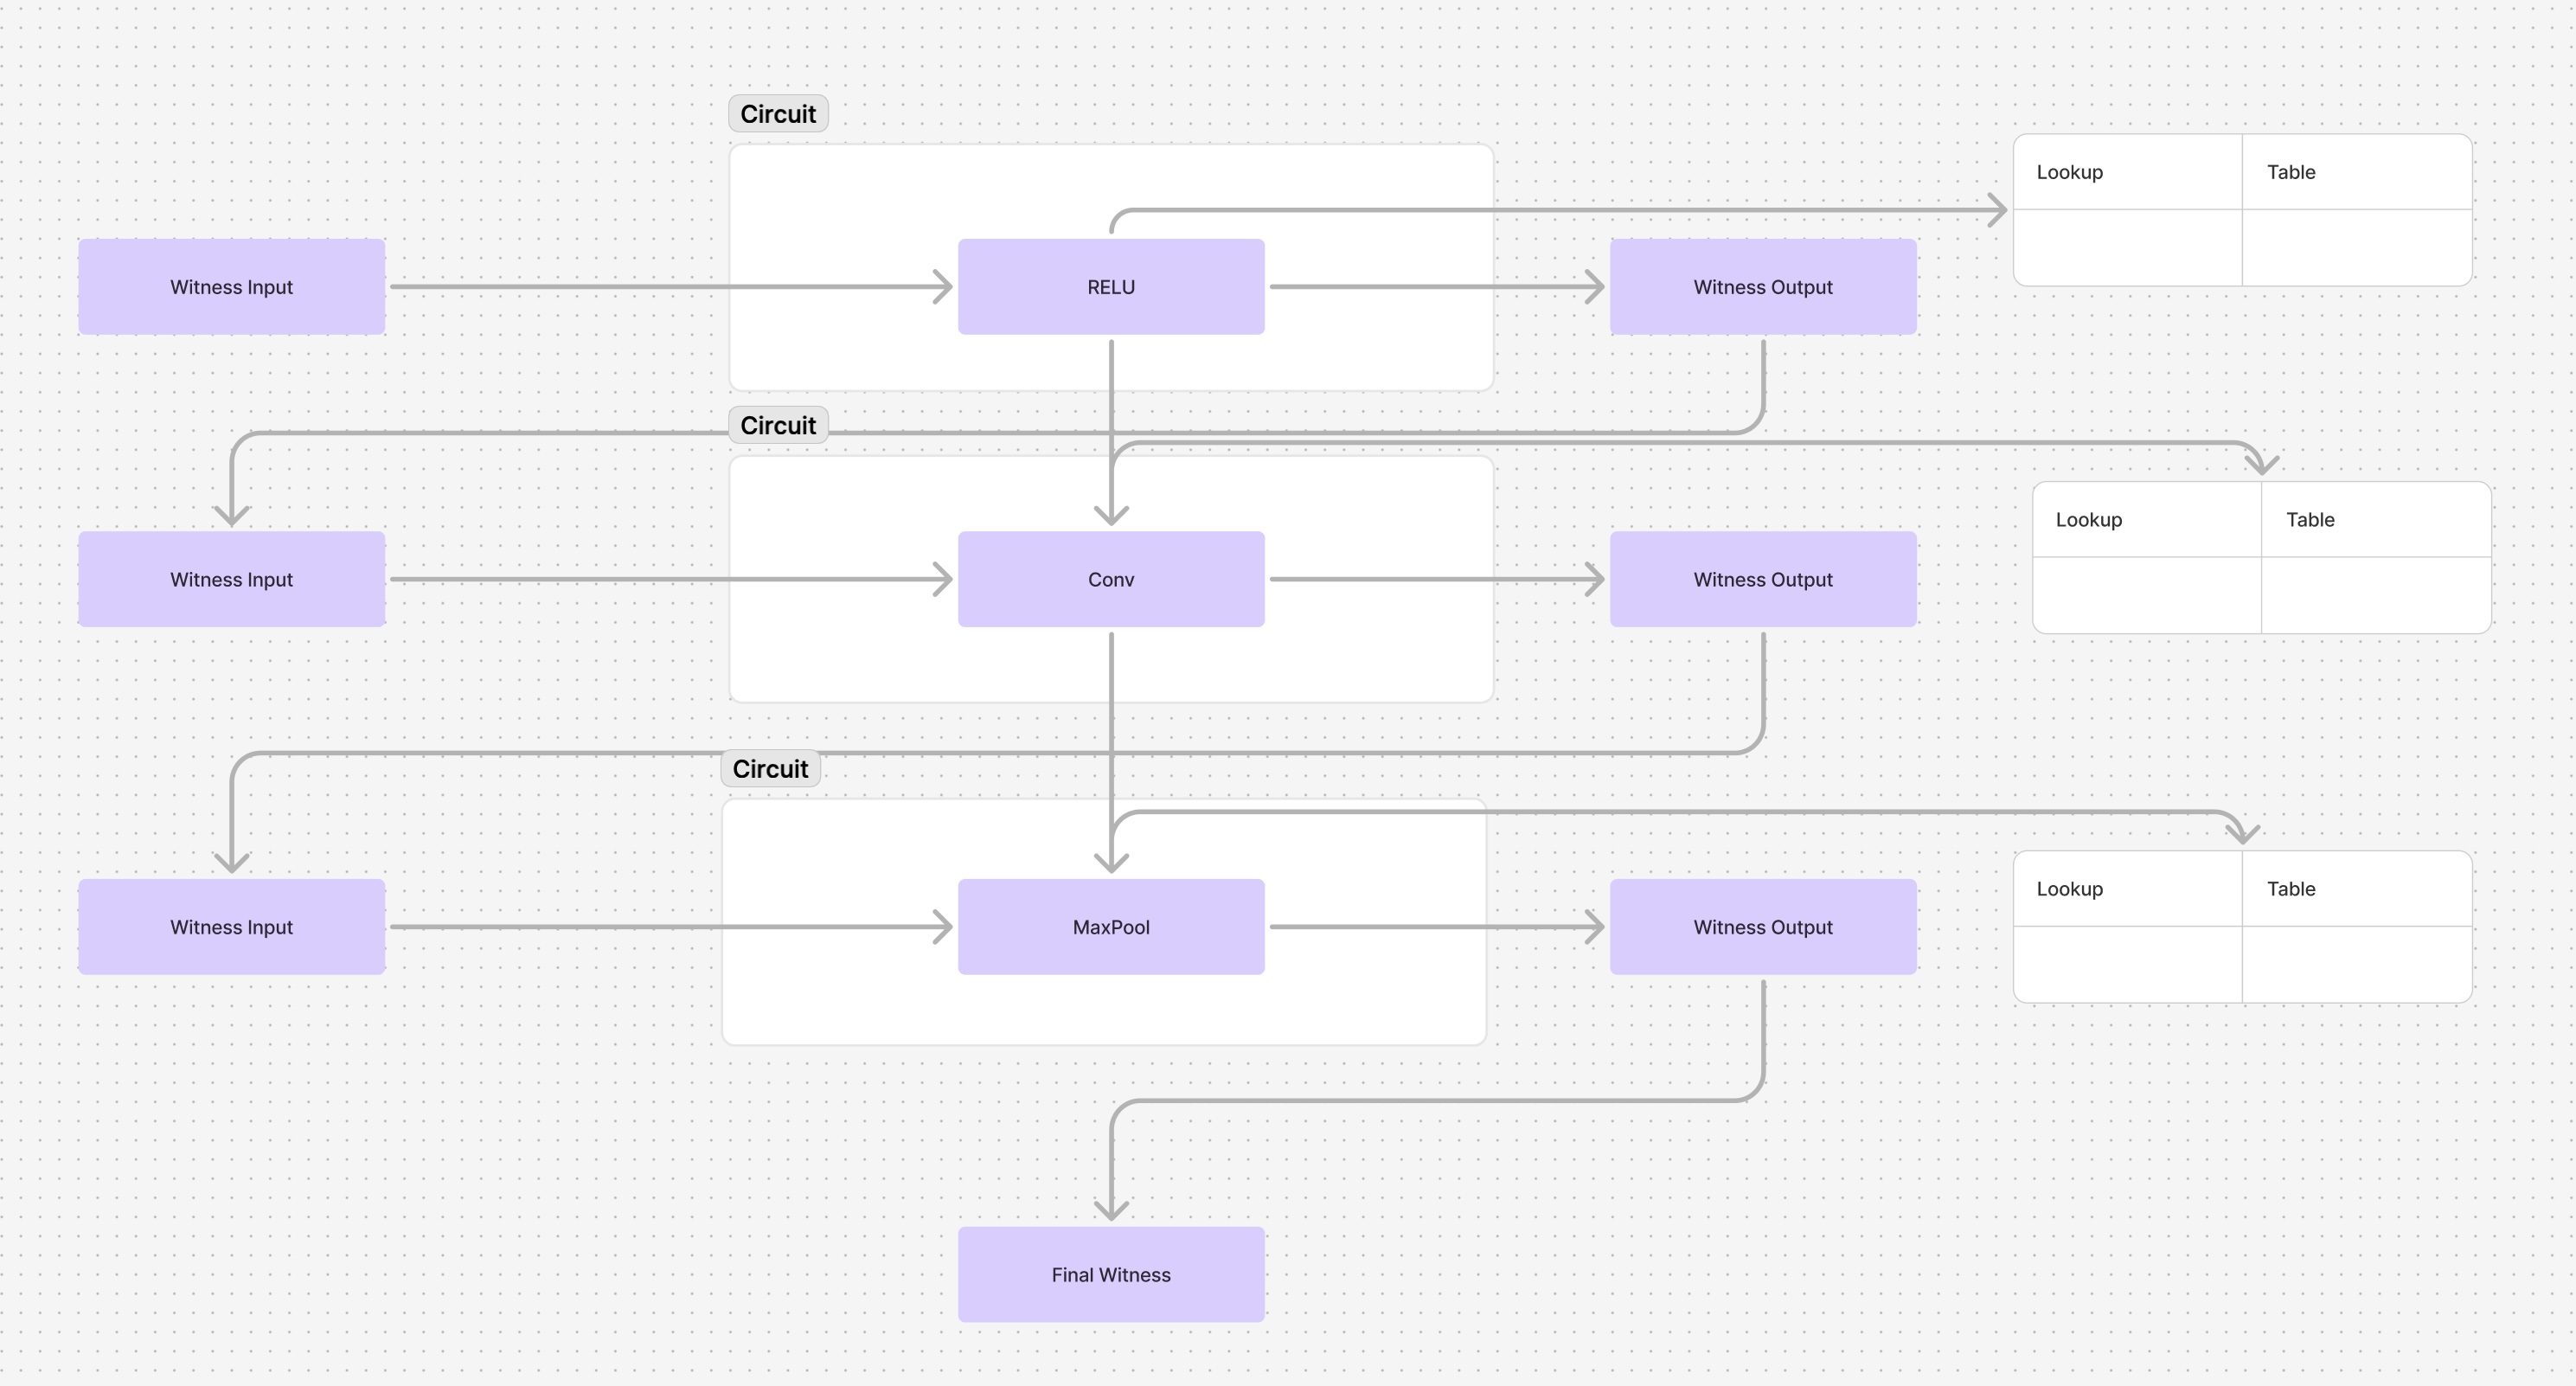 Circuit
Lookup Table
Witness Input RELU Witness Output
Circuit
Lookup Table
Witness Input Conv Witness Output
Circuit
Lookup Table
Witness Input MaxPool Witness Output
Final Witness